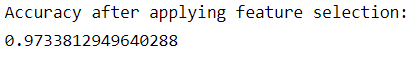 Accuracy after applying feature selection:
0.9733812949640288